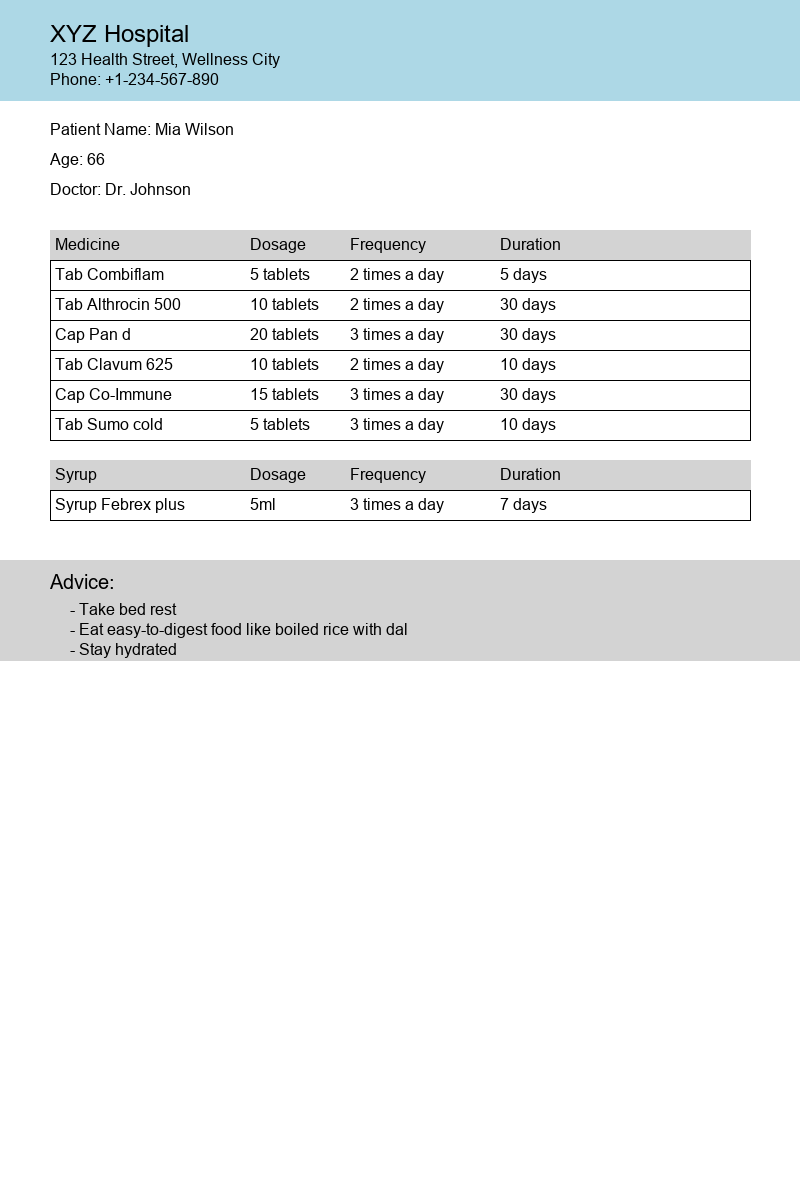 XYZ Hospital
123 Health Street, Wellness City
Phone: +1-234-567-890
Patient Name: Mia Wilson
Age: 66
Doctor: Dr. Johnson
Medicine Dosage Frequency Duration
Tab Combiflam 5 tablets 2 times a day 5 days
Tab Althrocin 500 10 tablets 2 times a day 30 days
Cap Pan d 20 tablets 3 times a day 30 days
Tab Clavum 625 10 tablets 2 times a day 10 days
Cap Co-Immune 15 tablets 3 times a day 30 days
Tab Sumo cold 5 tablets 3 times a day 10 days
Syrup Dosage Frequency Duration
Syrup Febrex plus 5ml 3 times a day 7 days
Advice:
- Take bed rest
- Eat easy-to-digest food like boiled rice with dal
- Stay hydrated